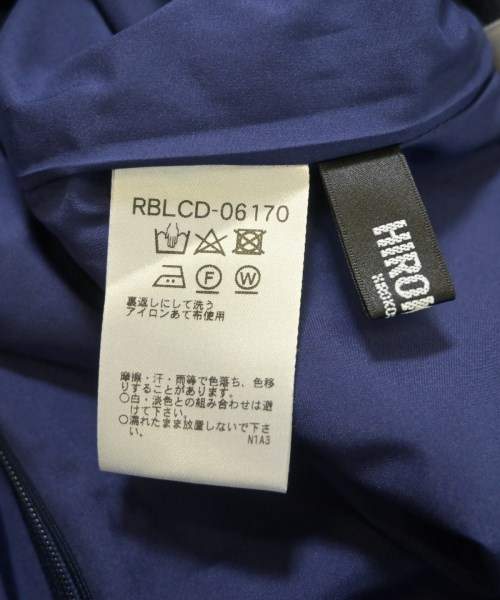 RBLCD-06170
F W
裏返しにして洗う
アイロンあて布使用
摩擦・汗・雨等で色落ち、色移
りすることがあります。
○白・淡色との組み合わせは避
けて下さい。
○濡れたまま放置しないで下さ
い。
N1A3
HIROK
HIROKO